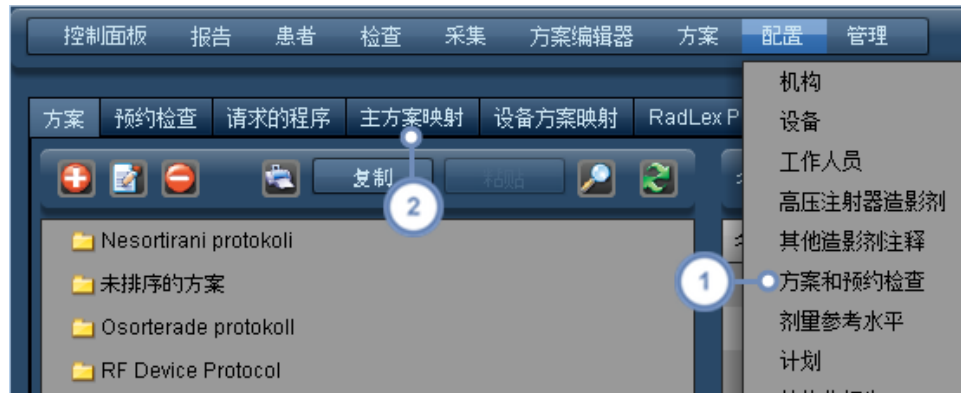 控制面板 报告 患者 检查 采集 方案编辑器 方案 配置 管理
机构
设备
工作人员
高压注射器造影剂
其他造影剂注释
方案和预约检查
剂量参考水平
计划
方案 预约检查 请求的程序 主方案映射 设备方案映射 RadLex P
复制 粘贴
2
1
Nesortirani protokoli
未排序的方案
Osorterade protokoll
RF Device Protocol